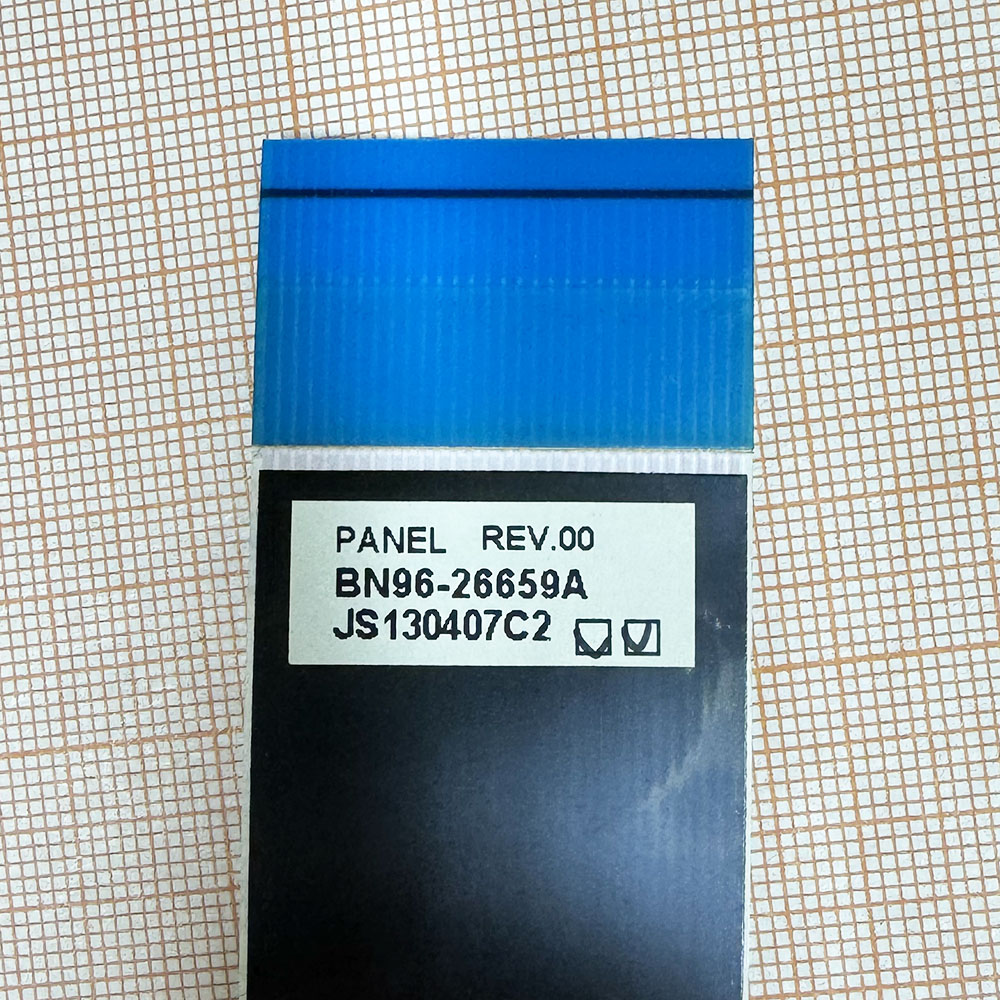 PANEL REV.00
BN96-26659A
JS130407C2